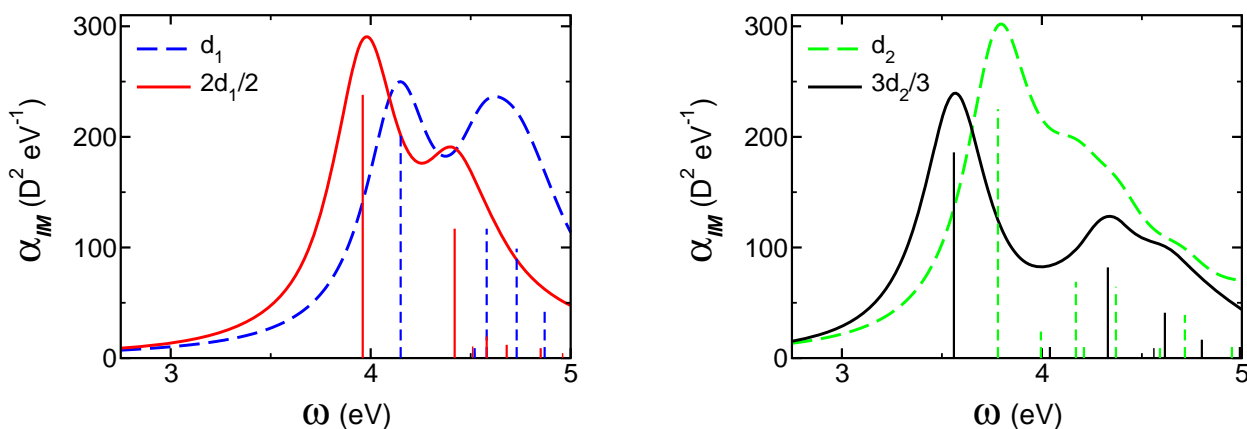 300
200
100
0
α_IM (D² eV⁻¹)
d₁
2d₁/2
3
4
5
ω (eV)
300
200
100
0
α_IM (D² eV⁻¹)
d₂
3d₂/3
3
4
5
ω (eV)